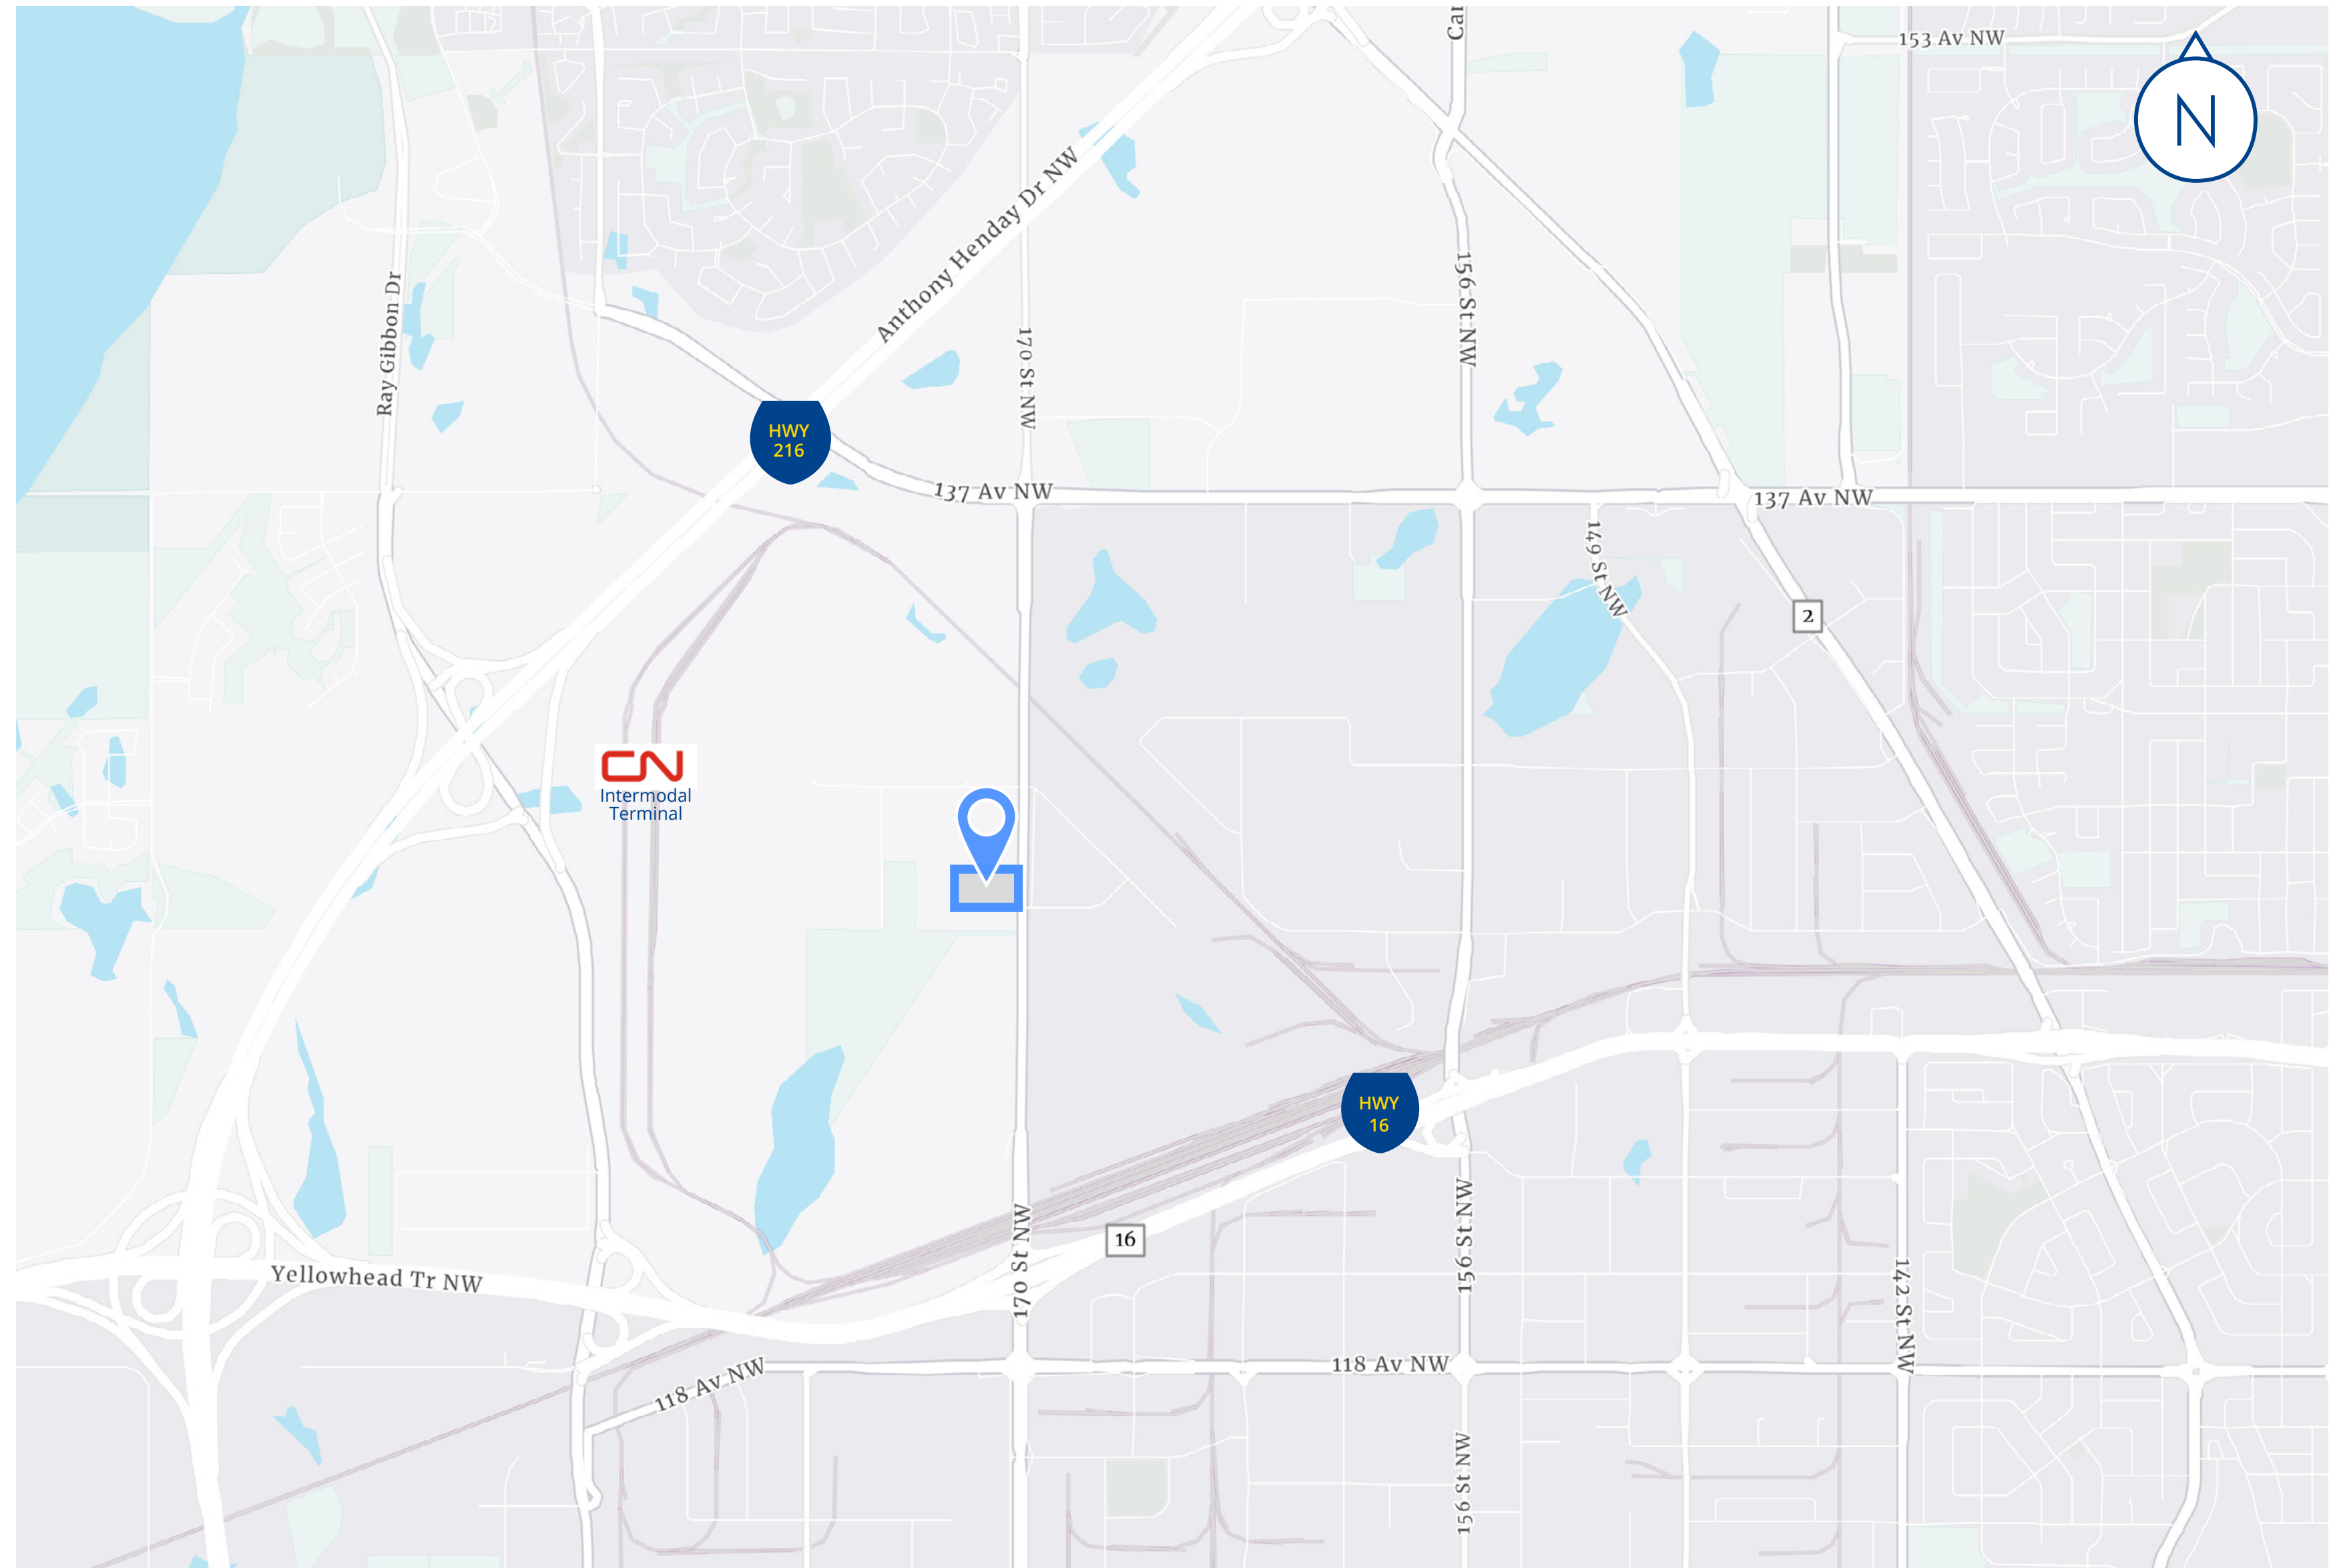 Car
153 Av NW
N
Anthony Henday Dr NW
Ray Gibbon Dr
156 St NW
170 St NW
HWY
216
137 Av NW
137 Av NW
149 St NW
2
CN
Intermodal
Terminal
HWY
16
16
170 St NW
156 St NW
Yellowhead Tr NW
142 St NW
118 Av NW
118 Av NW
156 St NW